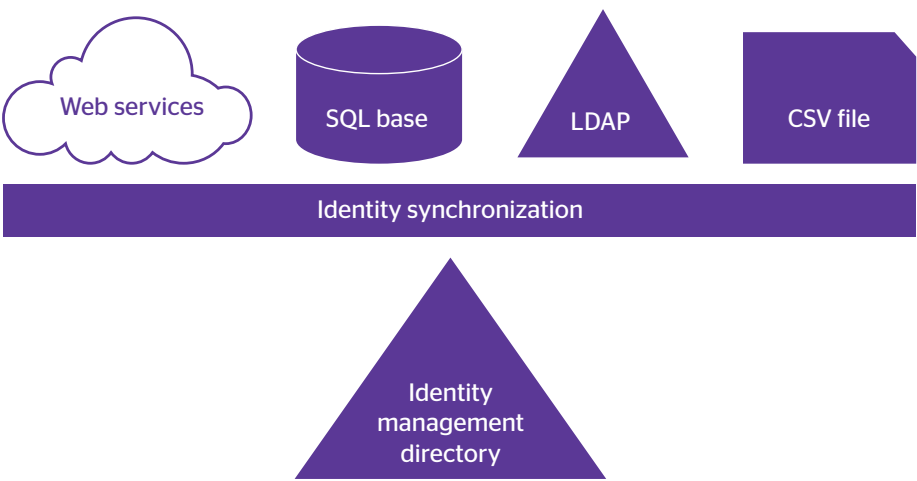 Web services
SQL base
LDAP
CSV file
Identity synchronization
Identity
management
directory